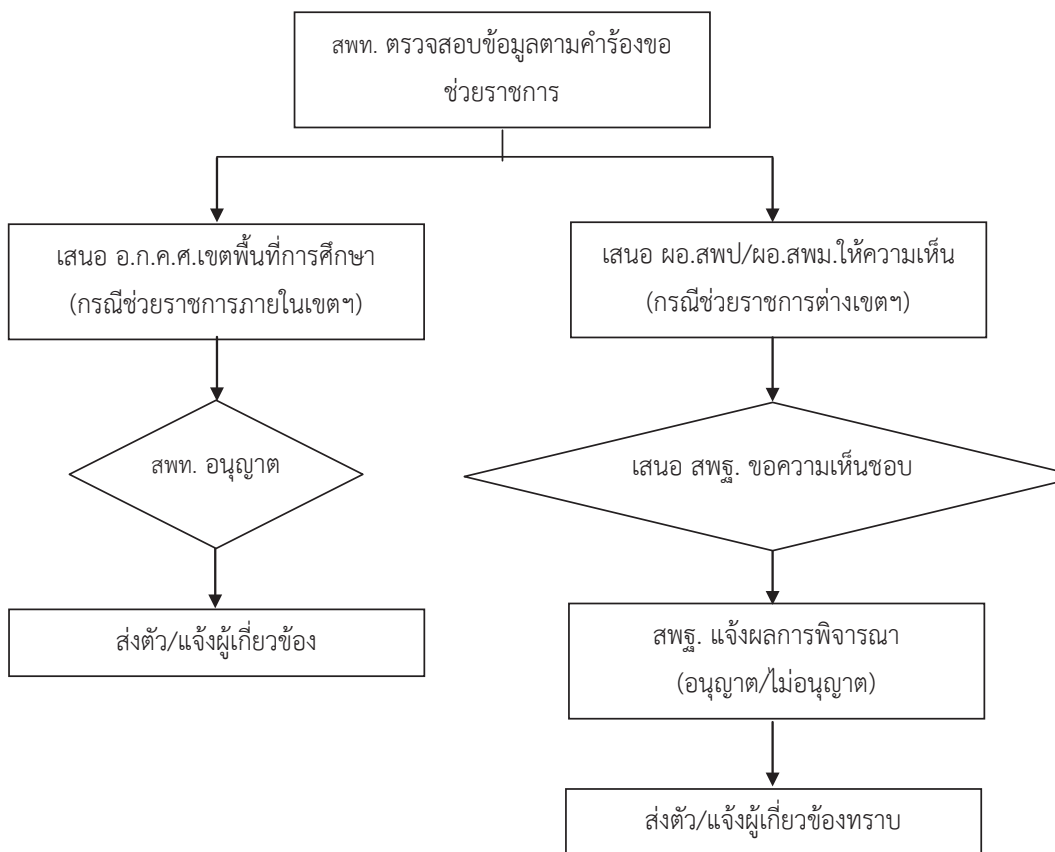 สพท. ตรวจสอบข้อมูลตามคำร้องขอ
ช่วยราชการ
เสนอ อ.ก.ค.ศ.เขตพื้นที่การศึกษา
(กรณีช่วยราชการภายในเขตฯ)
สพท. อนุญาต
ส่งตัว/แจ้งผู้เกี่ยวข้อง
เสนอ ผอ.สพป/ผอ.สพม.ให้ความเห็น
(กรณีช่วยราชการต่างเขตฯ)
เสนอ สพฐ. ขอความเห็นชอบ
สพฐ. แจ้งผลการพิจารณา
(อนุญาต/ไม่อนุญาต)
ส่งตัว/แจ้งผู้เกี่ยวข้องทราบ